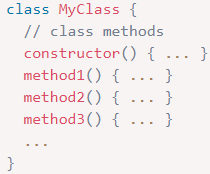 class MyClass {
  // class methods
  constructor() { ... }
  method1() { ... }
  method2() { ... }
  method3() { ... }
  ...
}